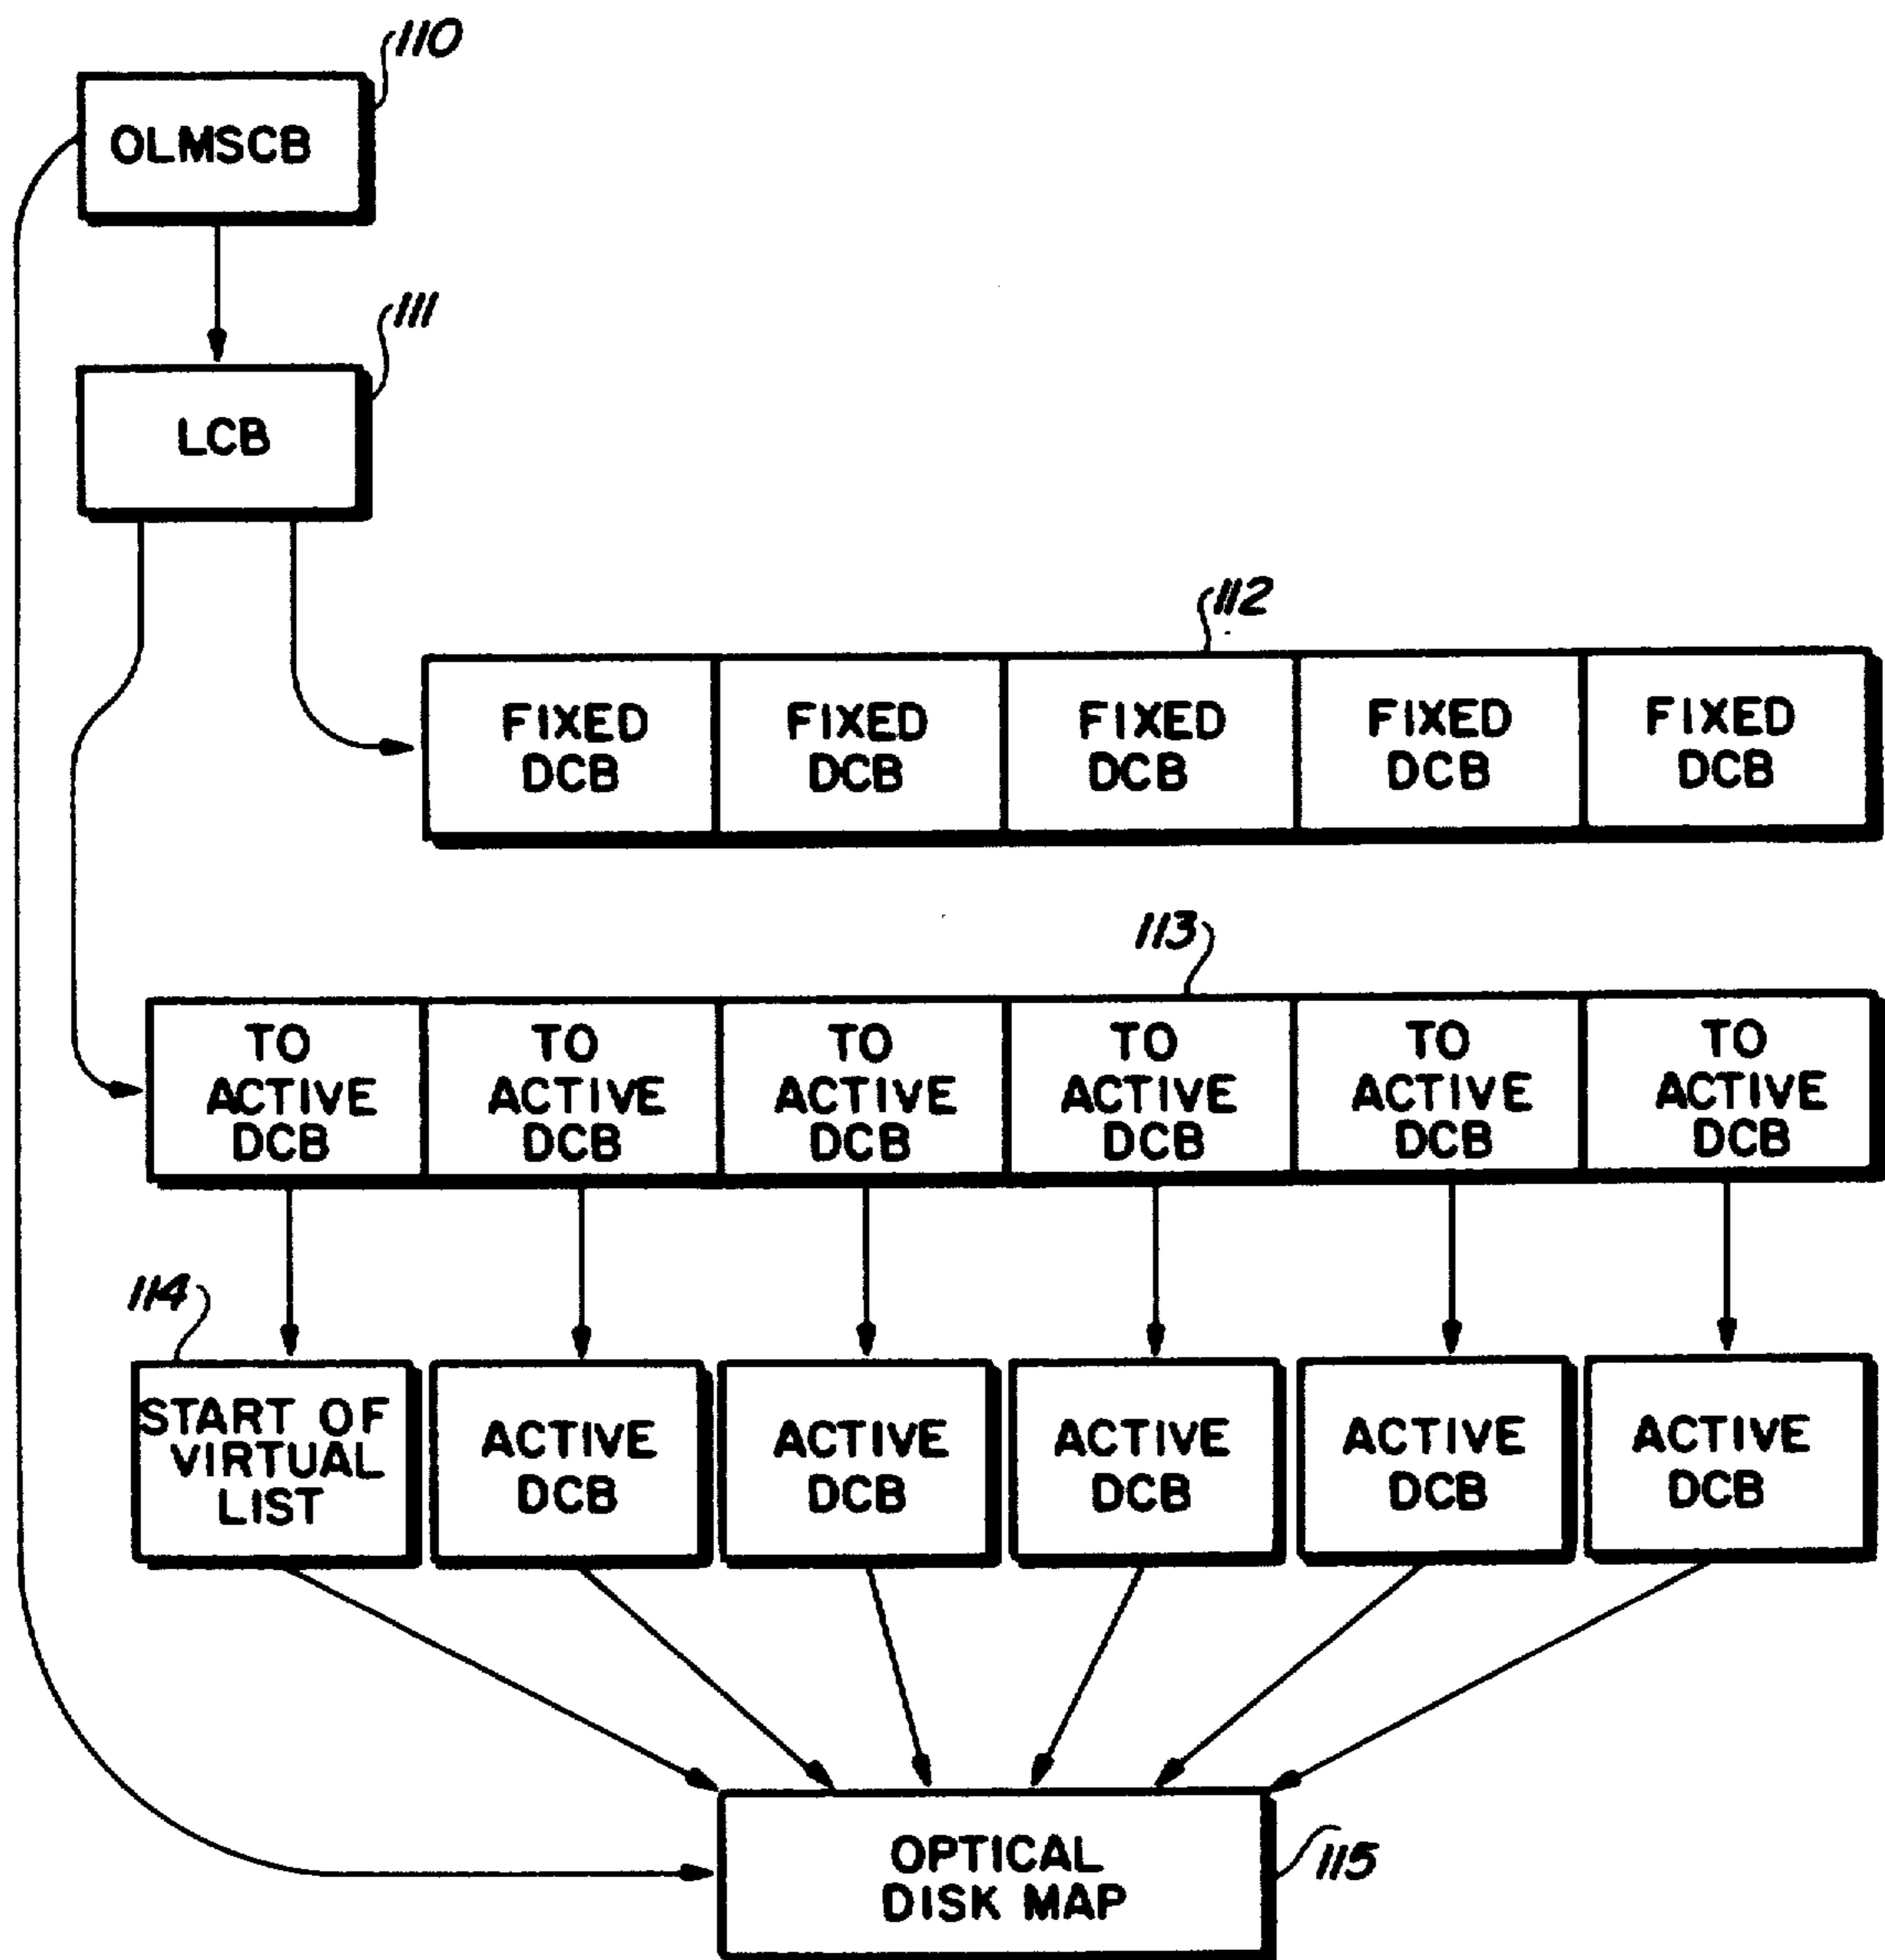 110
OLMSCB
111
LCB
112
FIXED DCB FIXED DCB FIXED DCB FIXED DCB FIXED DCB
113
TO ACTIVE DCB TO ACTIVE DCB TO ACTIVE DCB TO ACTIVE DCB TO ACTIVE DCB TO ACTIVE DCB
114
START OF
VIRTUAL
LIST
ACTIVE
DCB
ACTIVE
DCB
ACTIVE
DCB
ACTIVE
DCB
ACTIVE
DCB
OPTICAL
DISK MAP
115